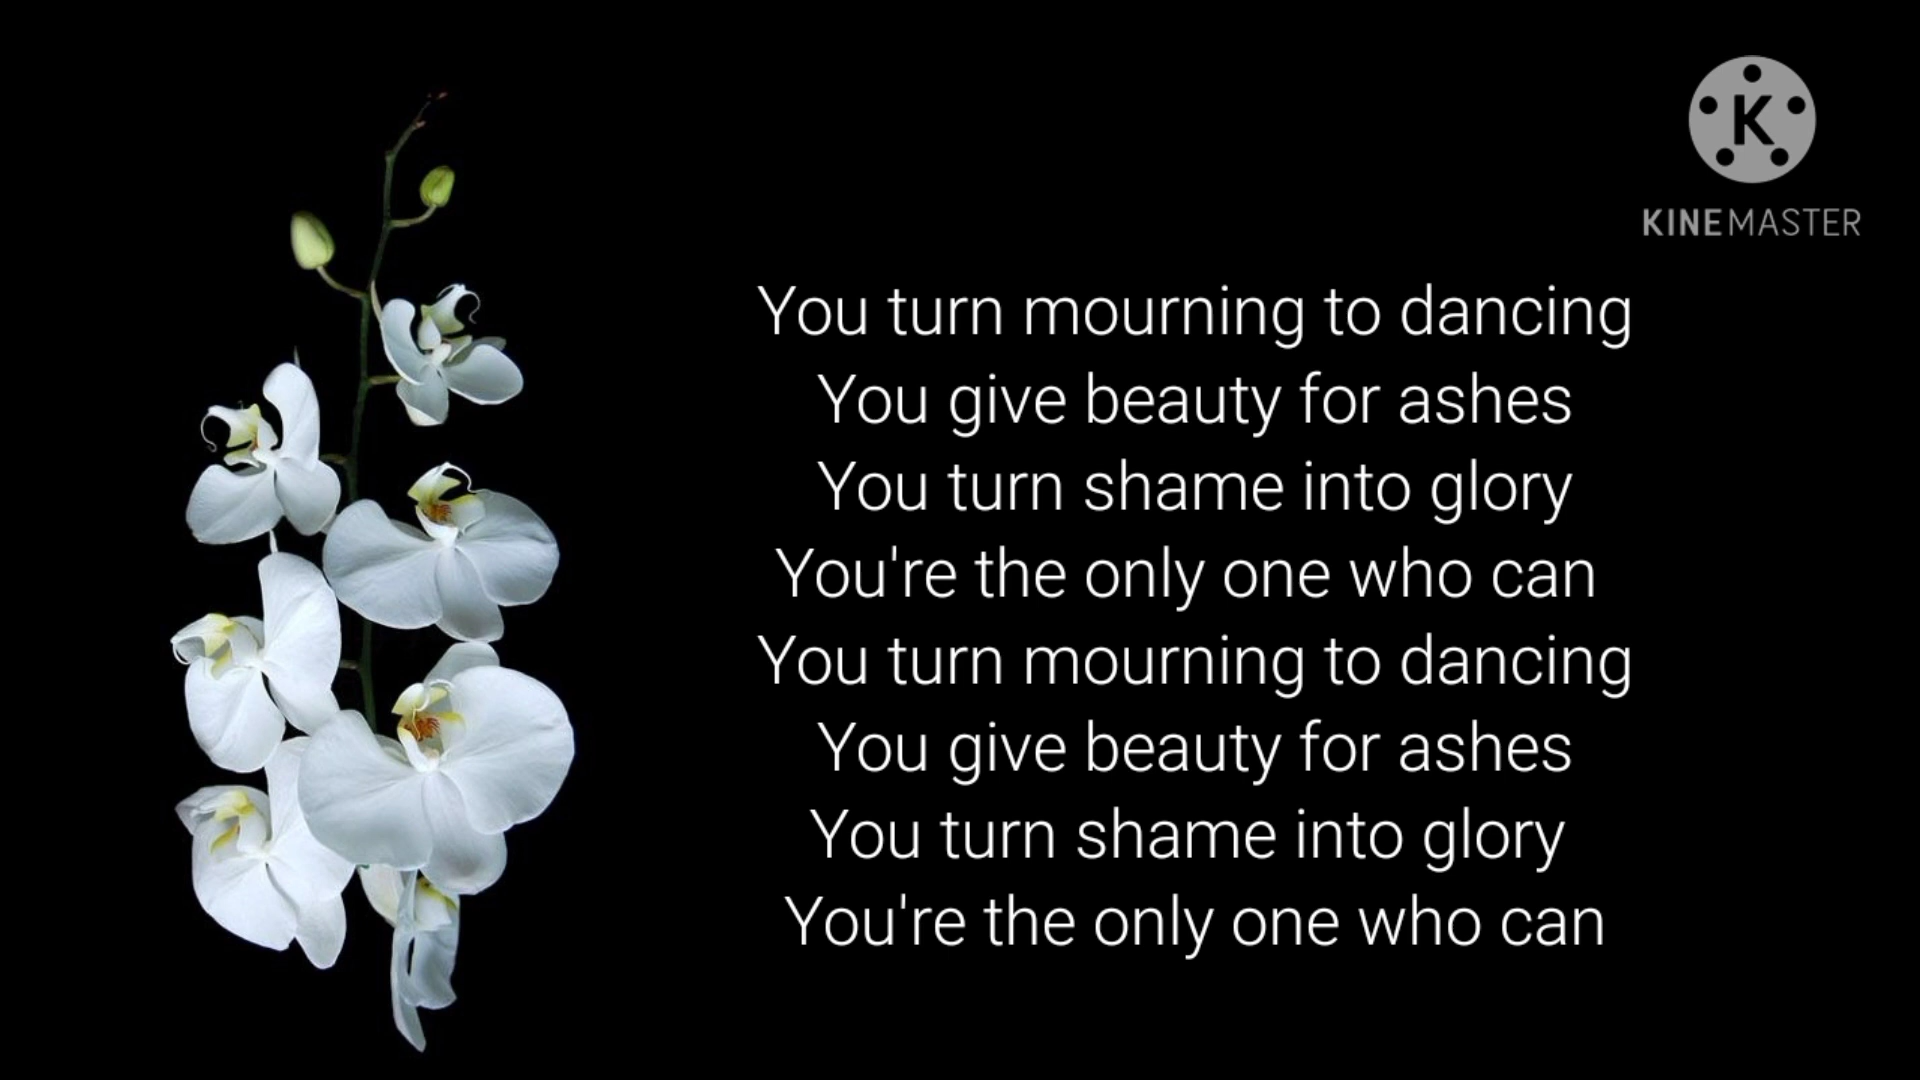 K
KINEMASTER
You turn mourning to dancing
You give beauty for ashes
You turn shame into glory
You're the only one who can
You turn mourning to dancing
You give beauty for ashes
You turn shame into glory
You're the only one who can